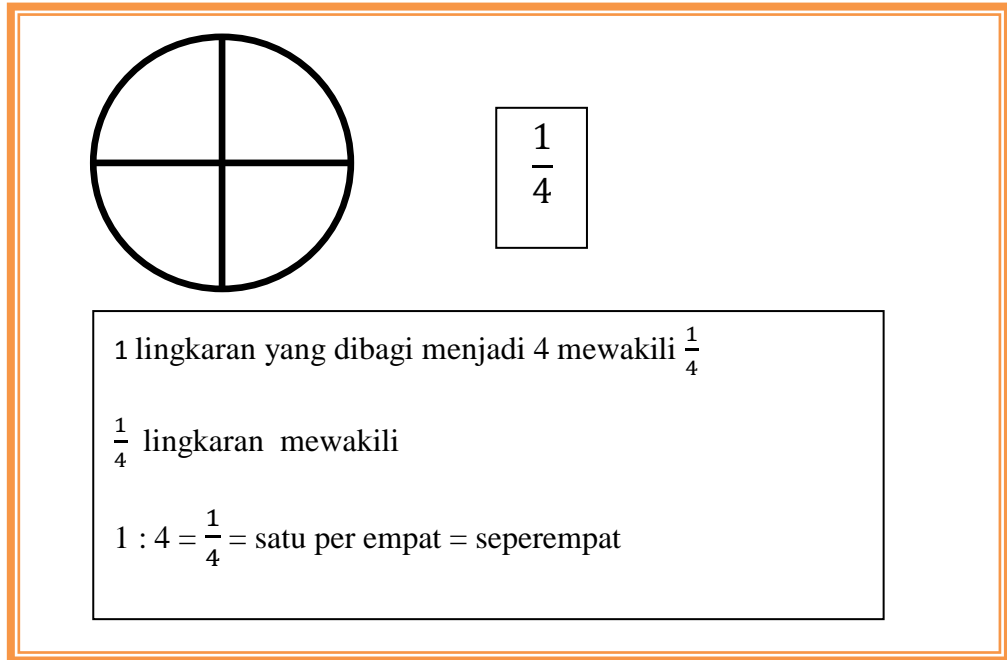 1/4
1 lingkaran yang dibagi menjadi 4 mewakili 1/4
1/4 lingkaran mewakili
1 : 4 = 1/4 = satu per empat = seperempat